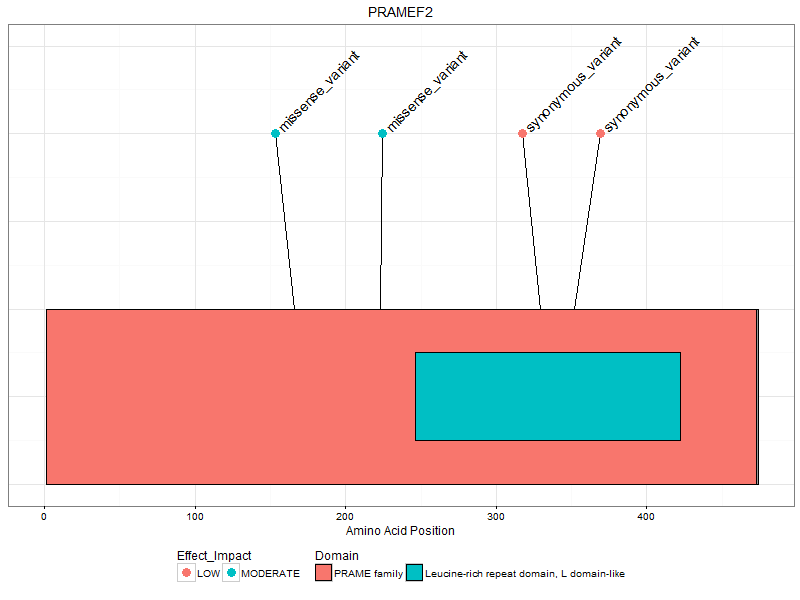 PRAMEF2
missense_variant
missense_variant
synonymous_variant
synonymous_variant
0 100 200 300 400
Amino Acid Position
Effect_Impact Domain
LOW MODERATE PRAME family Leucine-rich repeat domain, L domain-like